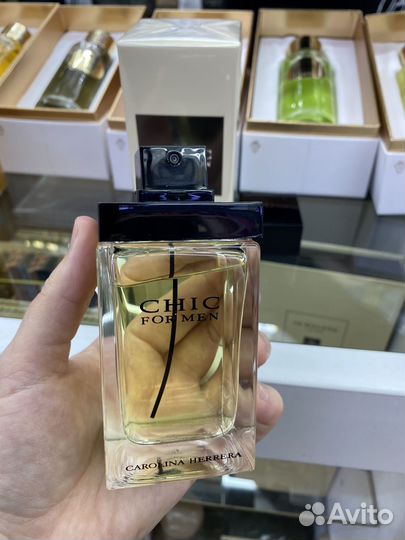 CHIC
FOR MEN
CAROLINA HERRERA
Avito